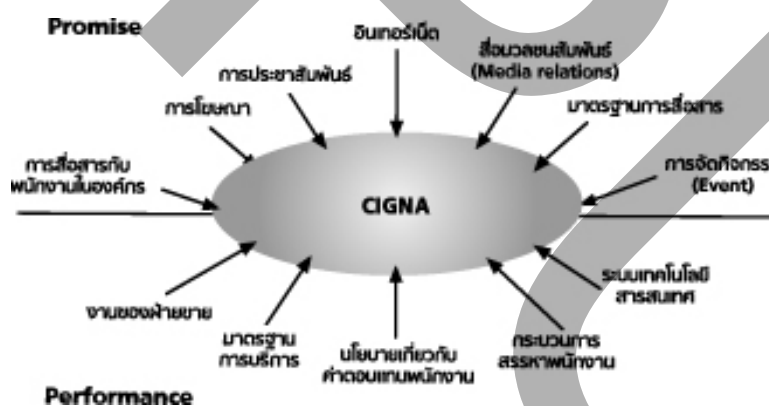 Promise
อินเทอร์เน็ต
สื่อมวลชนสัมพันธ์
(Media relations)
การประชาสัมพันธ์
การโฆษณา
มาตรฐานการสื่อสาร
การสื่อสารกับ
พนักงานในองค์กร
การจัดกิจกรร
(Event)
CIGNA
งานของฝ่ายขาย
มาตรฐาน
การบริการ
นโยบายเกี่ยวกับ
ค่าตอบแทนพนักงาน
กระบวนการ
สรรหาพนักงาน
ระบบเทคโนโลยี
สารสนเทศ
Performance